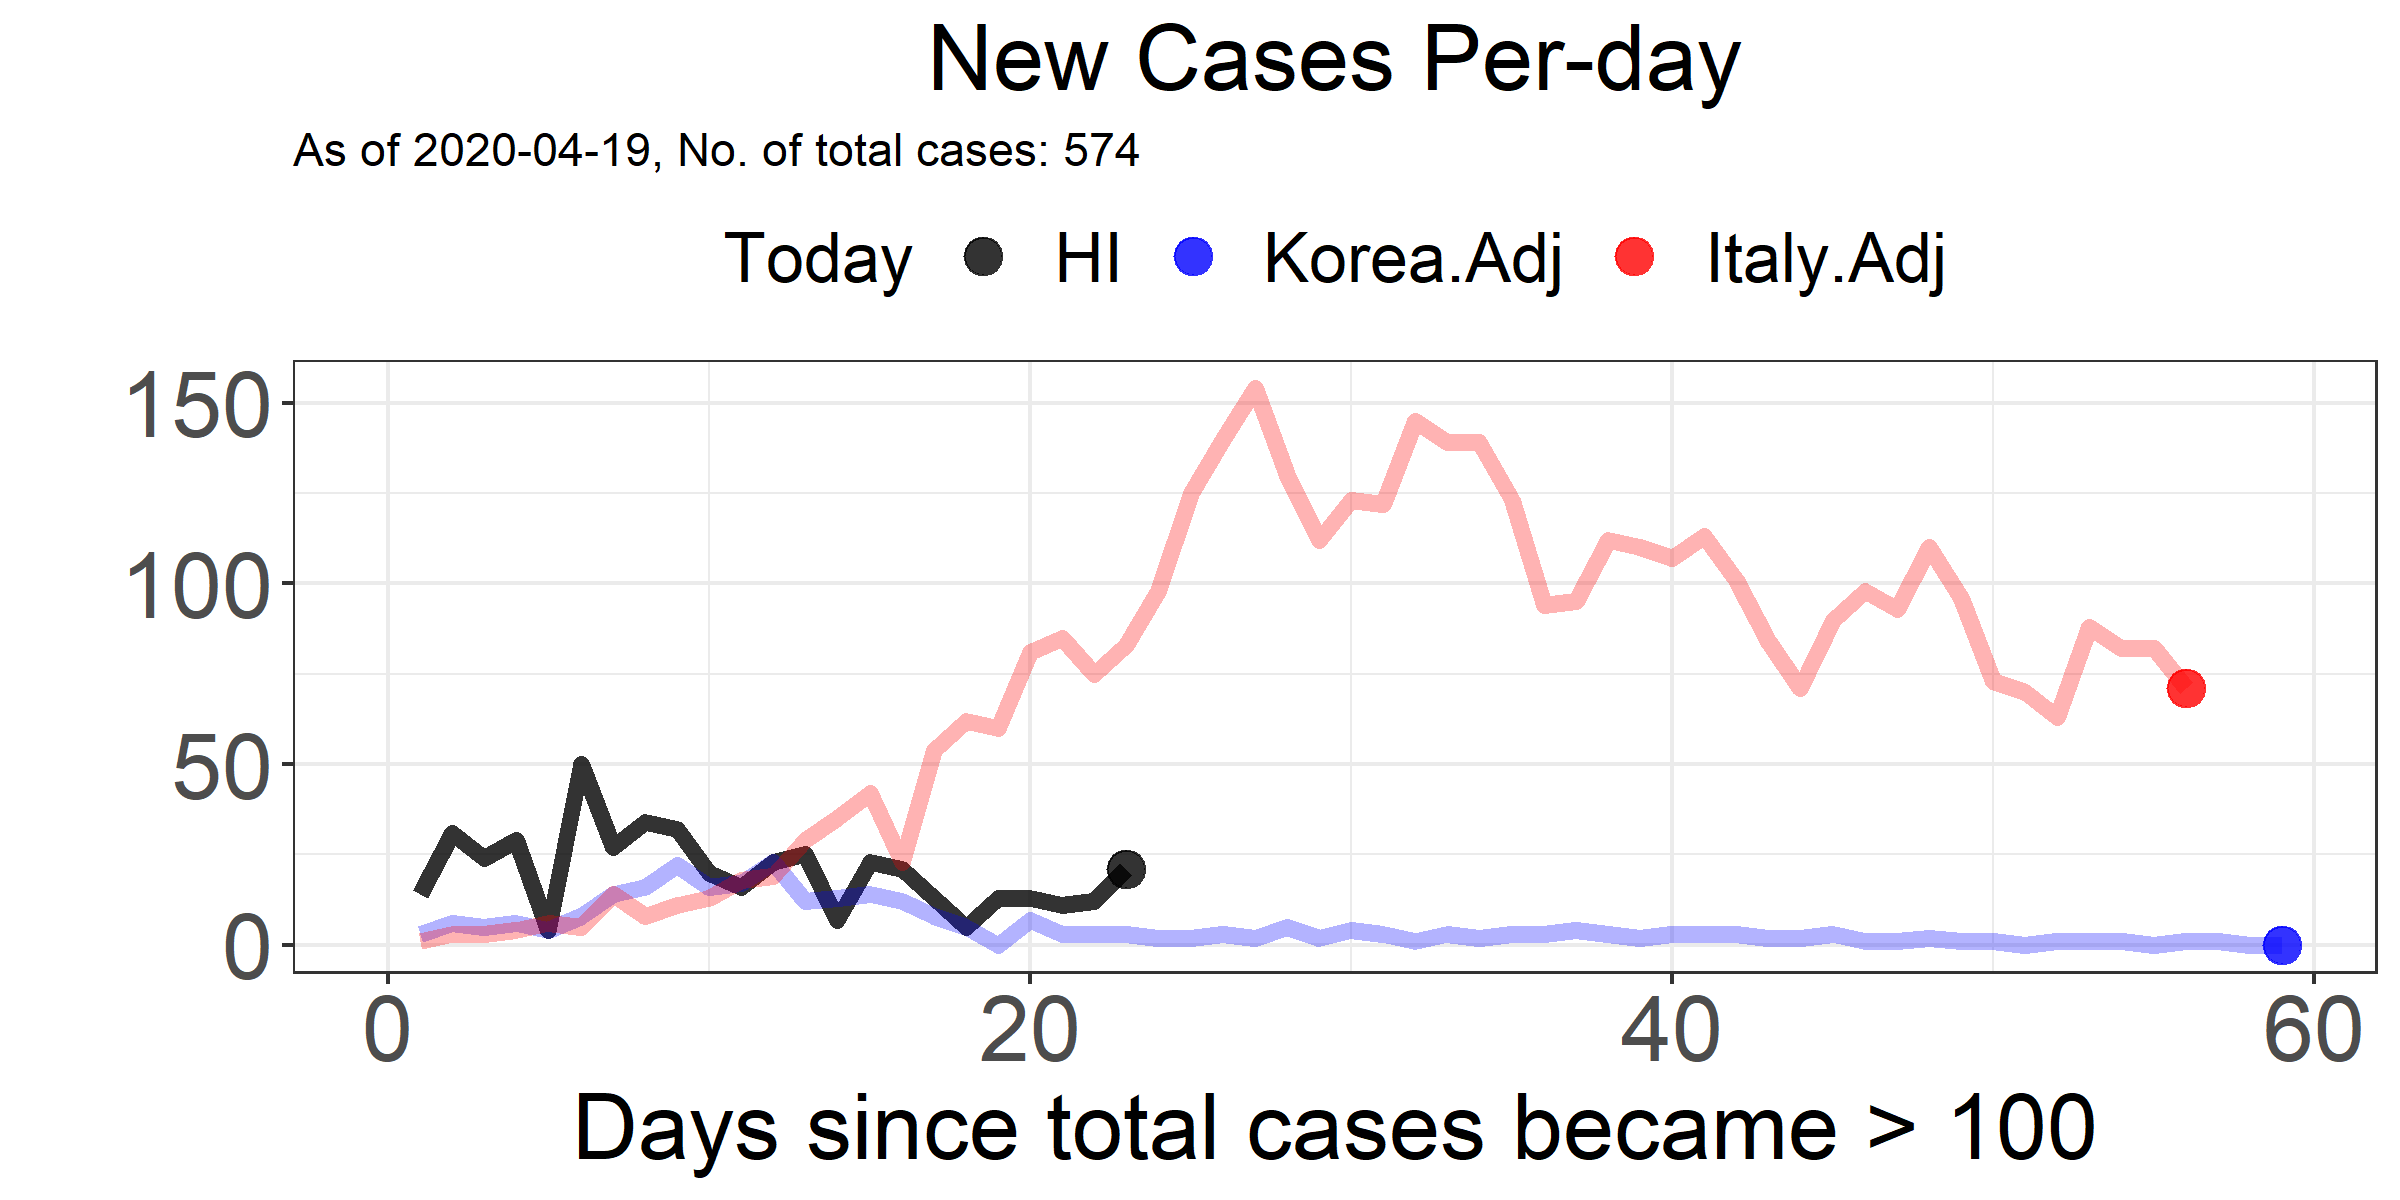 New Cases Per-day
As of 2020-04-19, No. of total cases: 574
Today HI Korea.Adj Italy.Adj
150
100
50
0
0 20 40 60
Days since total cases became > 100